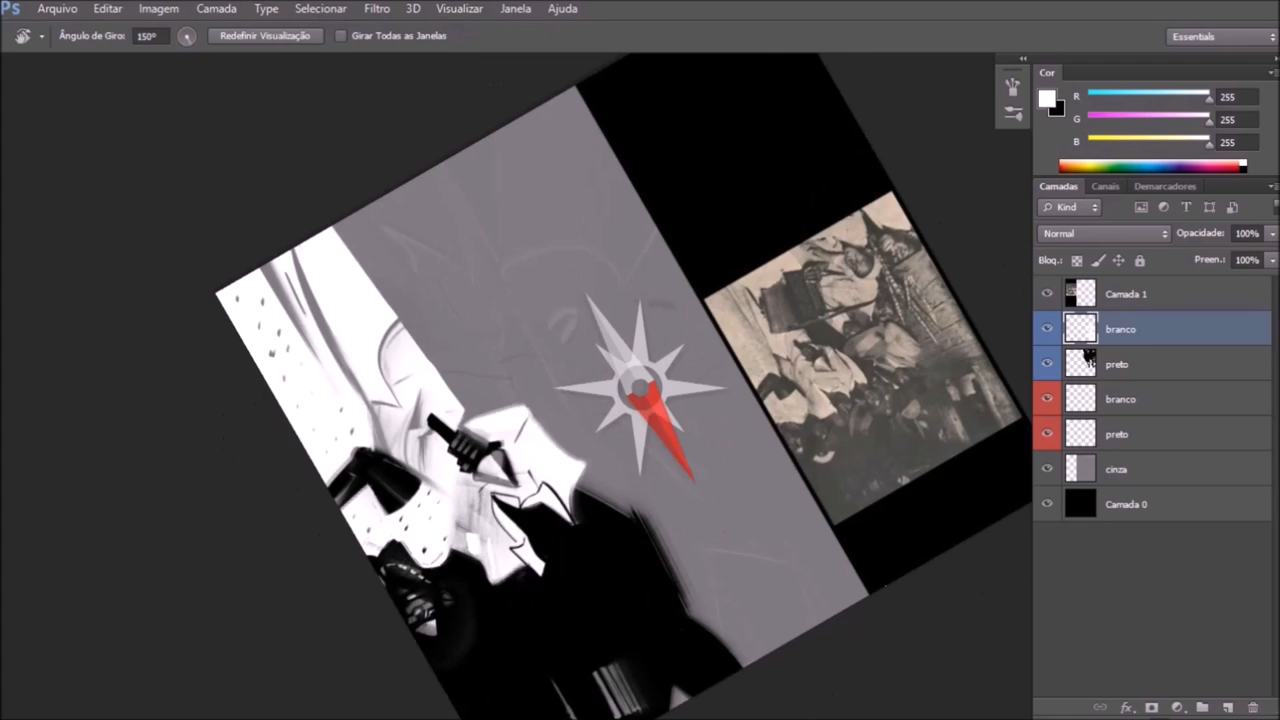 Ps Arquivo Editar Imagem Camada Type Selecionar Filtro 3D Visualizar Janela Ajuda
Ângulo de Giro: 150° Redefinir Visualização Girar Todas as Janelas Essentials
Cor
R 255
G 255
B 255
Camadas Canais Demarcadores
Kind
Normal Opacidade: 100%
Bloq.: Preen.: 100%
Camada 1
branco
preto
branco
preto
cinza
Camada 0
fx